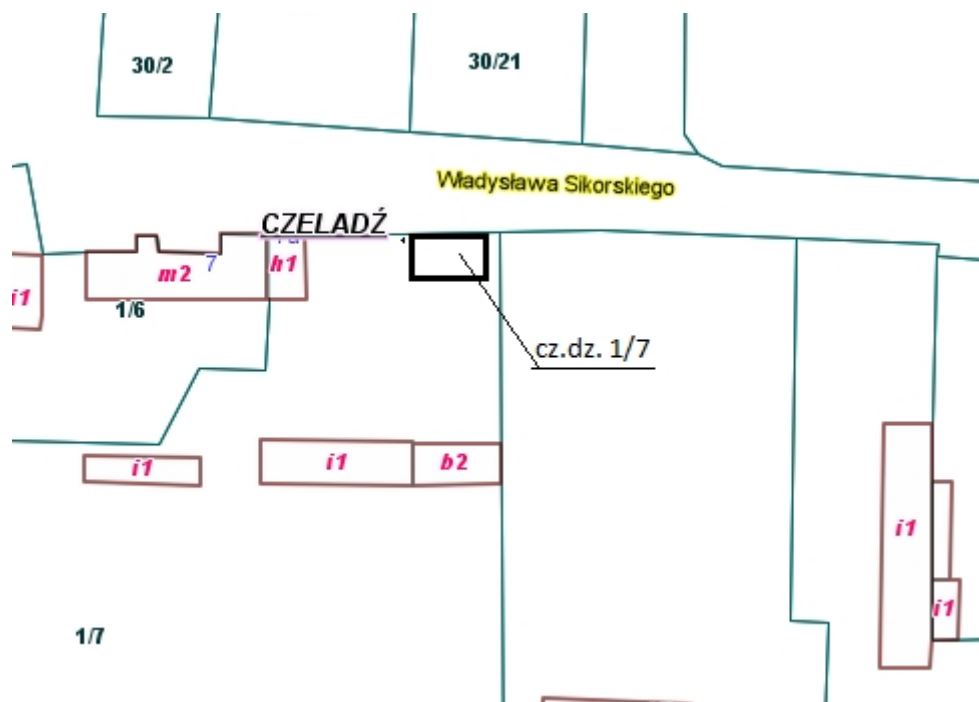 30/2
30/21
Władysława Sikorskiego
CZELADŹ
7
m2
h1
i1
1/6
cz.dz. 1/7
i1
i1
b2
i1
i1
1/7